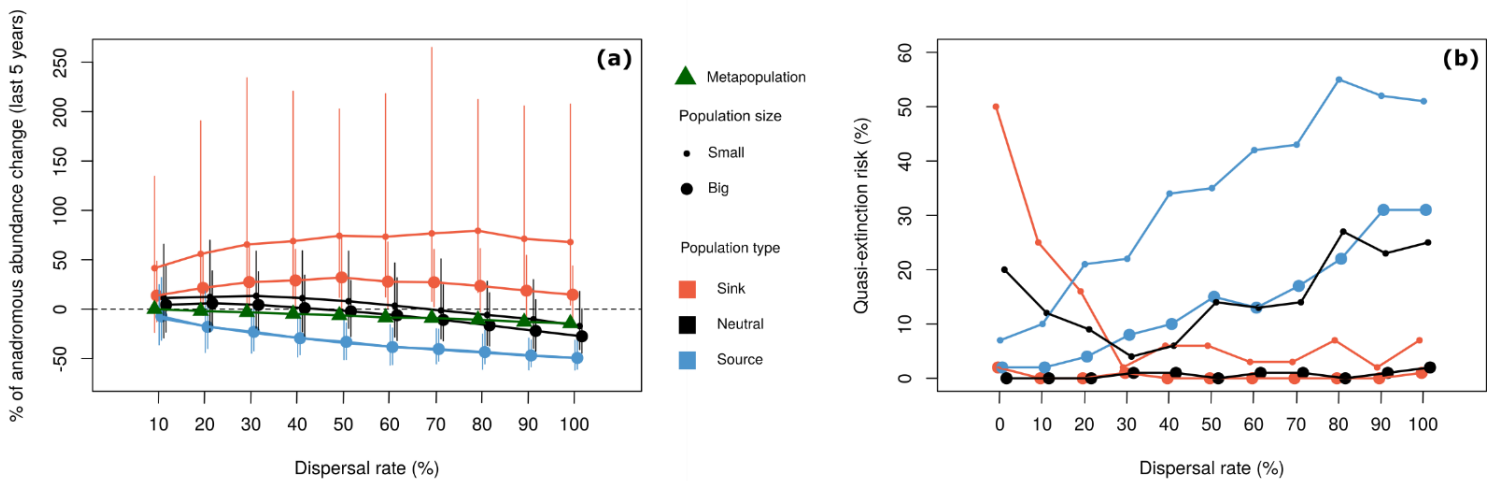 % of anadromous abundance change (last 5 years)
250
200
150
100
50
0
-50
(a)
10 20 30 40 50 60 70 80 90 100
Dispersal rate (%)
Metapopulation
Population size
Small
Big
Population type
Sink
Neutral
Source
Quasi-extinction risk (%)
60
50
40
30
20
10
0
(b)
0 10 20 30 40 50 60 70 80 90 100
Dispersal rate (%)